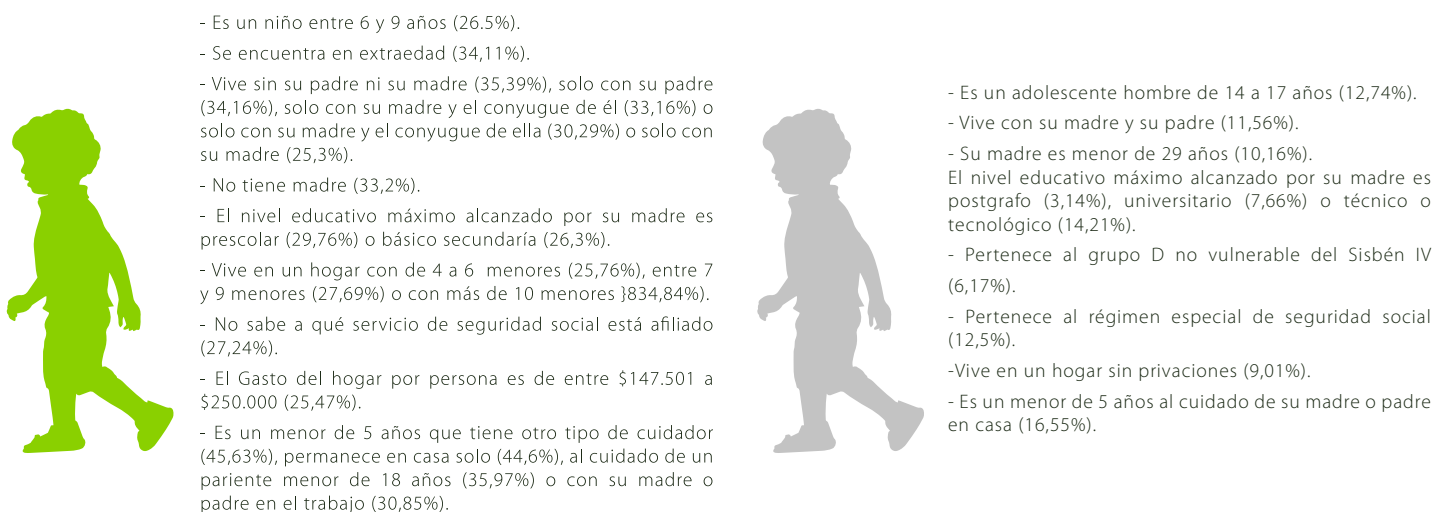 - Es un niño entre 6 y 9 años (26.5%).
- Se encuentra en extraedad (34,11%).
- Vive sin su padre ni su madre (35,39%), solo con su padre
(34,16%), solo con su madre y el conyugue de él (33,16%) o
solo con su madre y el conyugue de ella (30,29%) o solo con
su madre (25,3%).
- No tiene madre (33,2%).
- El nivel educativo máximo alcanzado por su madre es
prescolar (29,76%) o básico secundaría (26,3%).
- Vive en un hogar con de 4 a 6 menores (25,76%), entre 7
y 9 menores (27,69%) o con más de 10 menores }834,84%).
- No sabe a qué servicio de seguridad social está afiliado
(27,24%).
- El Gasto del hogar por persona es de entre $147.501 a
$250.000 (25,47%).
- Es un menor de 5 años que tiene otro tipo de cuidador
(45,63%), permanece en casa solo (44,6%), al cuidado de un
pariente menor de 18 años (35,97%) o con su madre o
padre en el trabajo (30,85%).
- Es un adolescente hombre de 14 a 17 años (12,74%).
- Vive con su madre y su padre (11,56%).
- Su madre es menor de 29 años (10,16%).
El nivel educativo máximo alcanzado por su madre es
postgrafo (3,14%), universitario (7,66%) o técnico o
tecnológico (14,21%).
- Pertenece al grupo D no vulnerable del Sisbén IV
(6,17%).
- Pertenece al régimen especial de seguridad social
(12,5%).
-Vive en un hogar sin privaciones (9,01%).
- Es un menor de 5 años al cuidado de su madre o padre
en casa (16,55%).